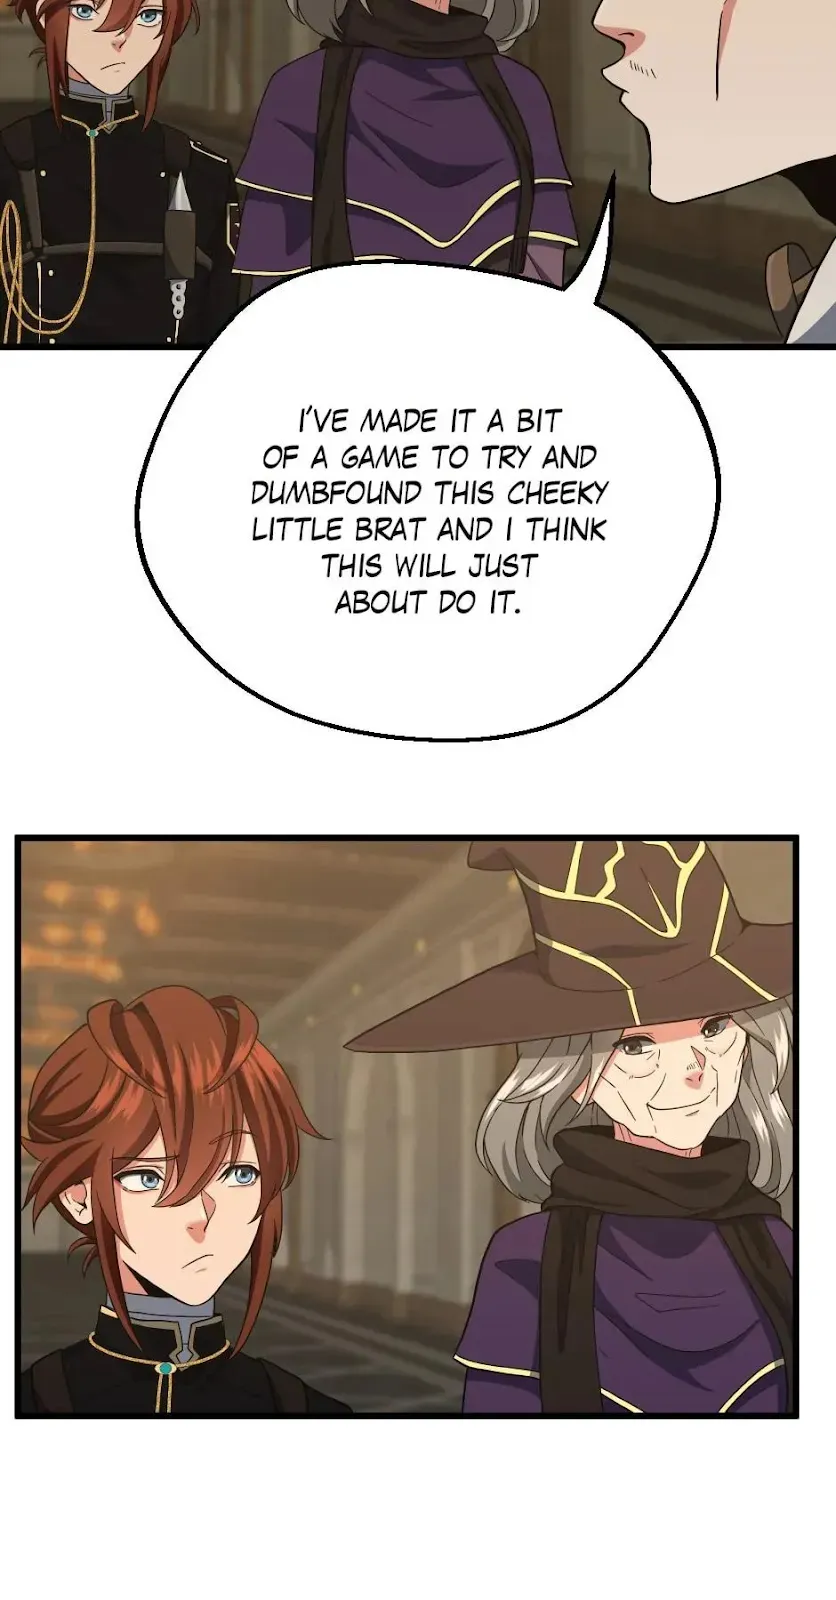 I'VE MADE IT A BIT
OF A GAME TO TRY AND
DUMBFOUND THIS CHEEKY
LITTLE BRAT AND I THINK
THIS WILL JUST
ABOUT DO IT.